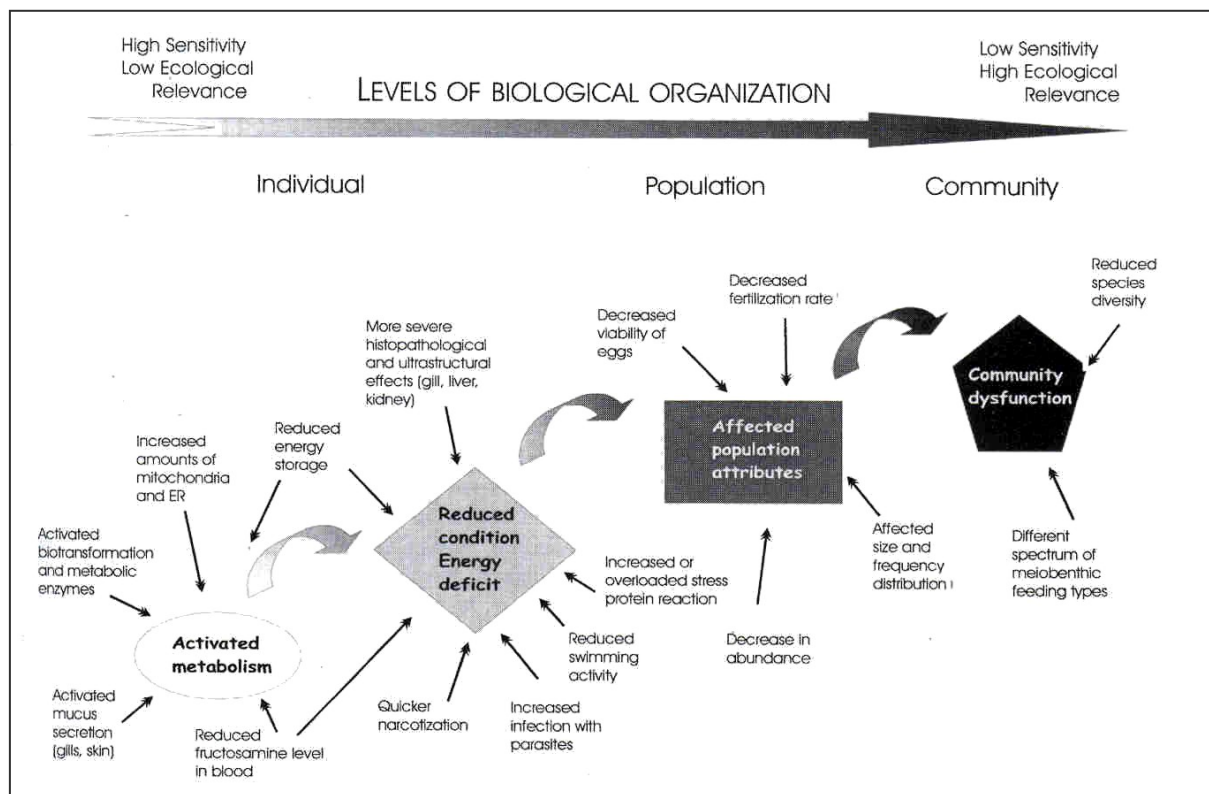 High Sensitivity
Low Ecological
Relevance
LEVELS OF BIOLOGICAL ORGANIZATION
Low Sensitivity
High Ecological
Relevance
Individual
Population
Community
Increased
amounts of
mitochondria
and ER
Activated
biotransformation
and metabolic
enzymes
Activated
metabolism
Activated
mucus
secretion
(gills, skin)
Reduced
fructosamine level
in blood
Reduced
energy
storage
More severe
histopathological
and ultrastructural
effects (gill, liver,
kidney)
Reduced
condition
Energy
deficit
Quicker
narcotization
Increased
infection with
parasites
Reduced
swimming
activity
Increased or
overloaded stress
protein reaction
Decreased
viability of
eggs
Decreased
fertilization rate
Affected
population
attributes
Decrease in
abundance
Affected
size and
frequency
distribution
Reduced
species
diversity
Community
dysfunction
Different
spectrum of
meiobenthic
feeding types